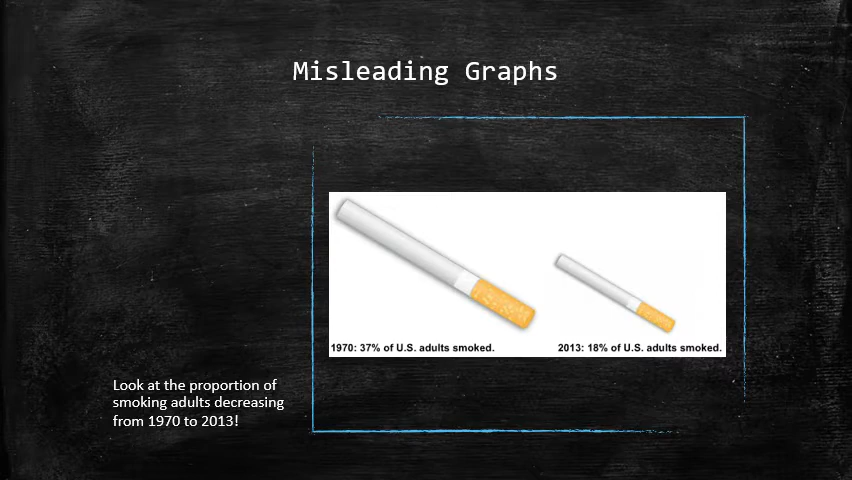 Misleading Graphs
1970: 37% of U.S. adults smoked.
2013: 18% of U.S. adults smoked.
Look at the proportion of
smoking adults decreasing
from 1970 to 2013!